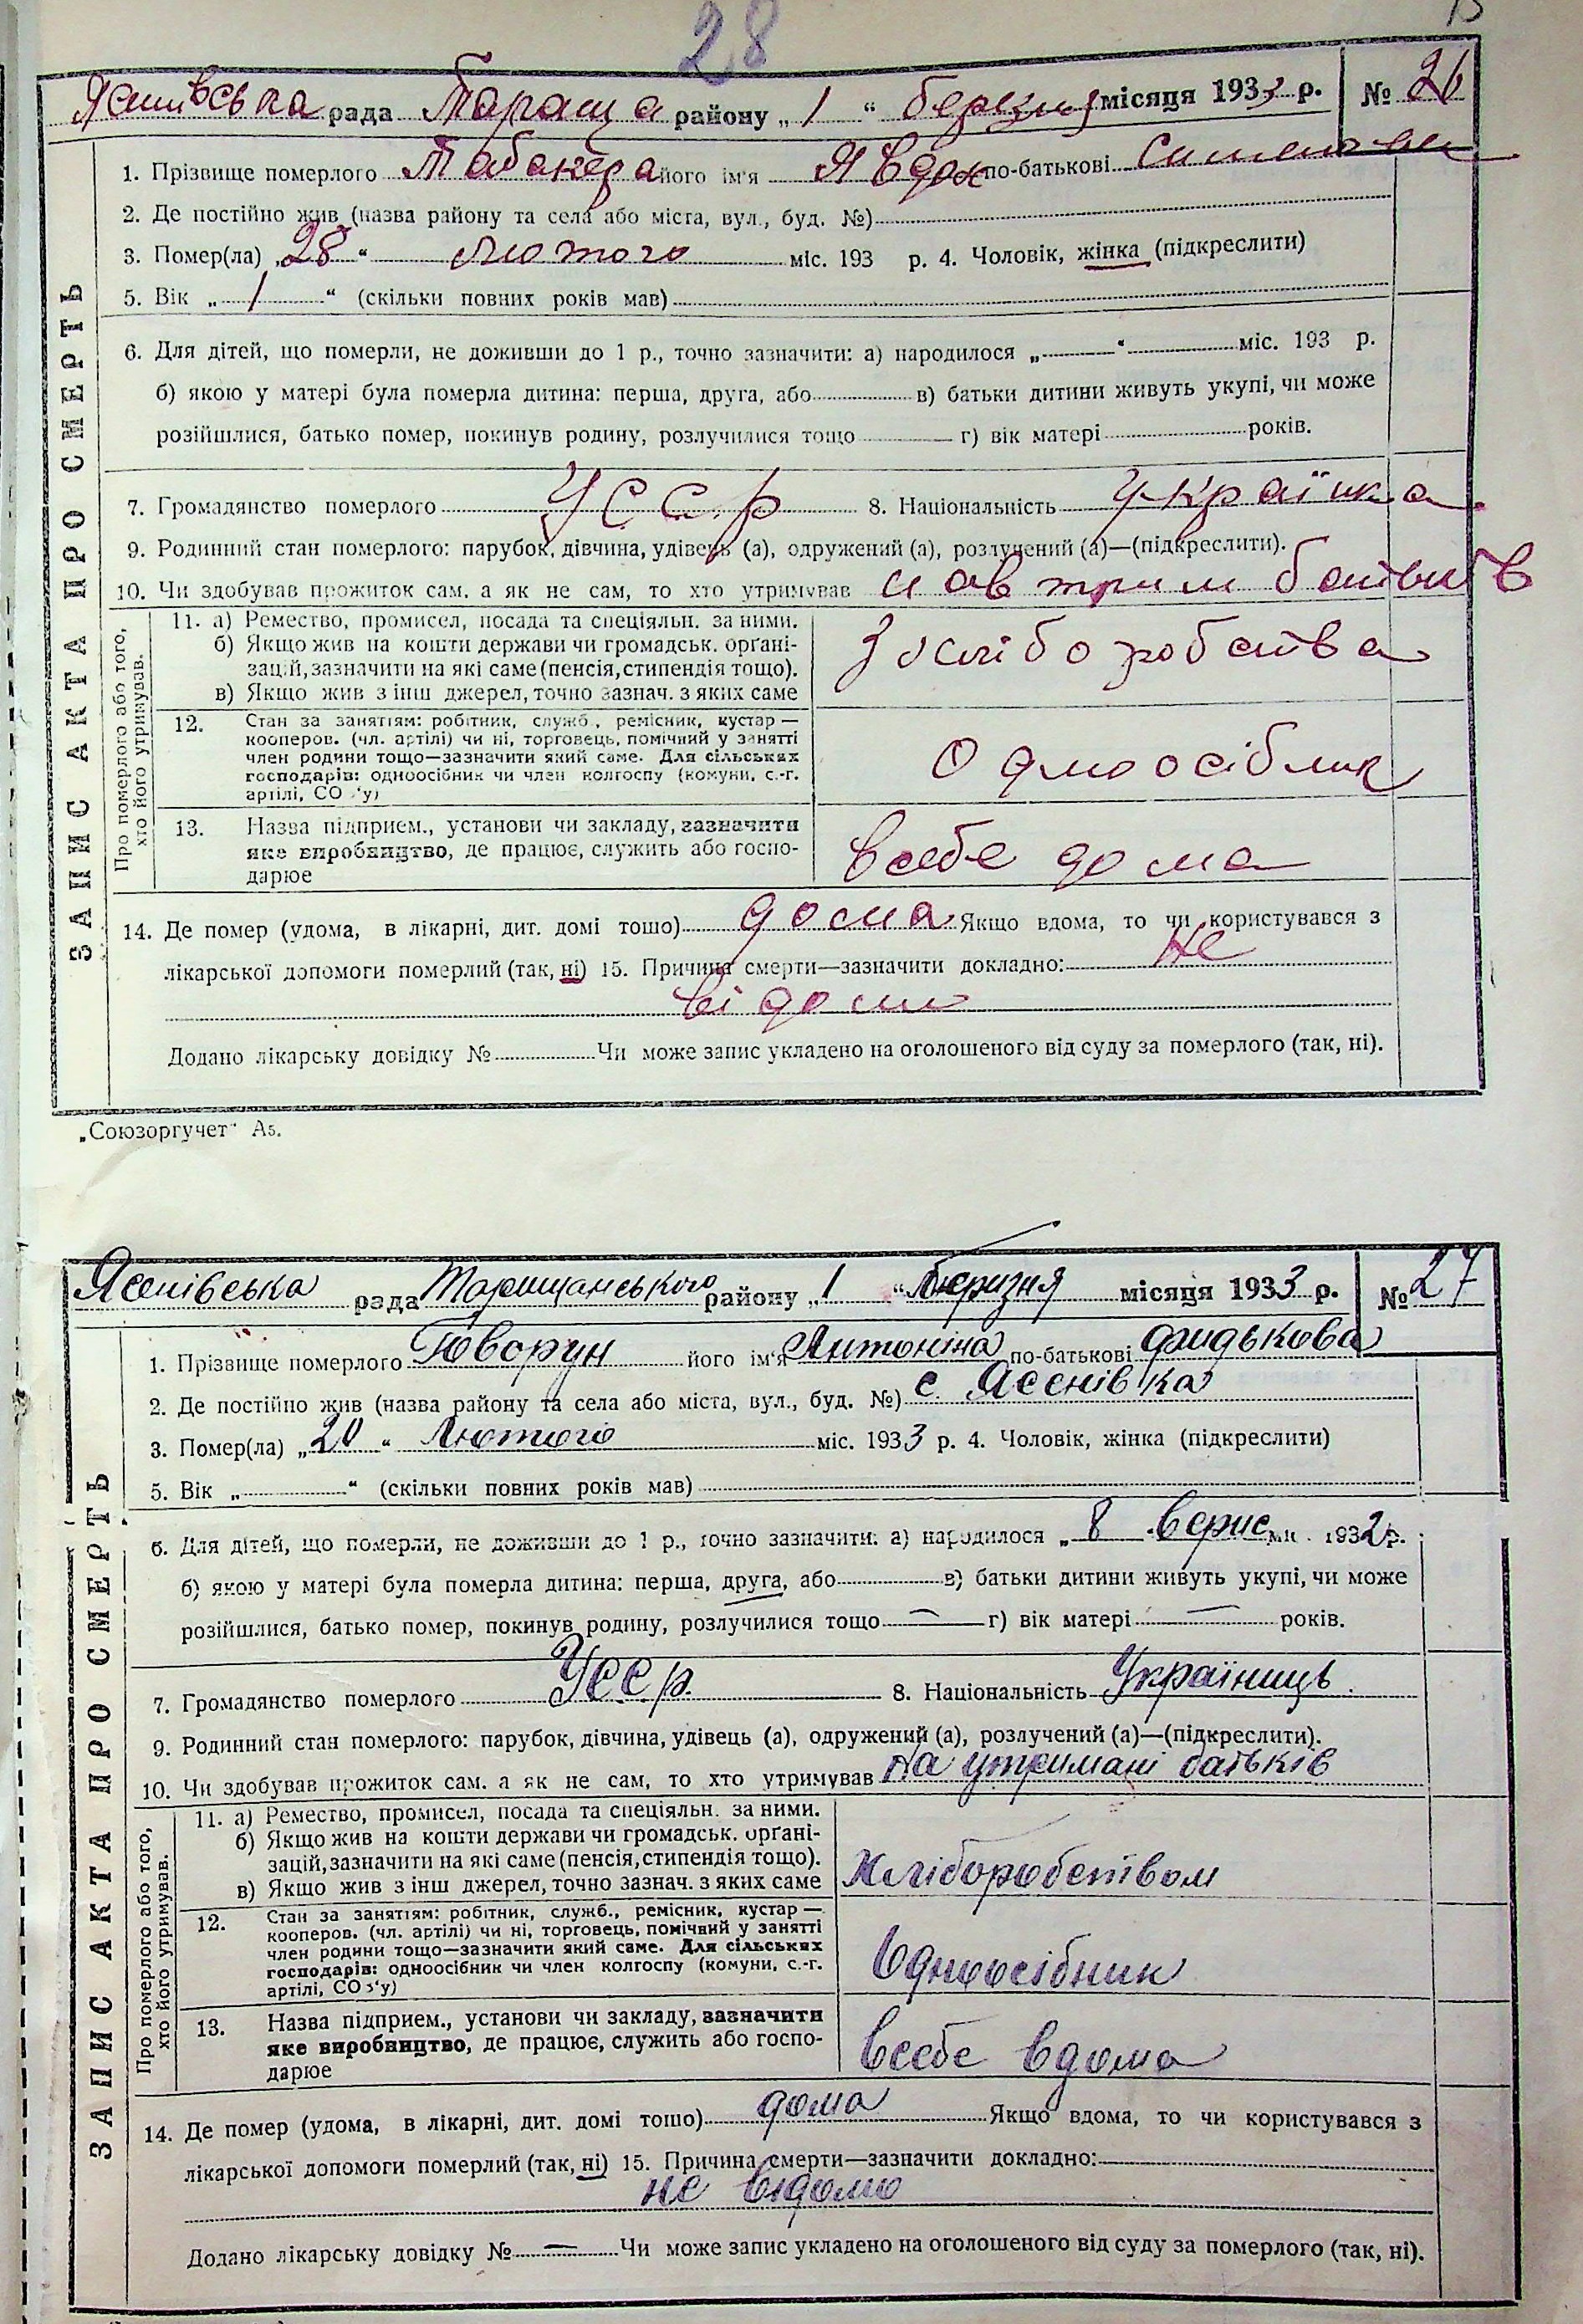 28
Ясинівська рада Тараща району „ 1 “ березня місяця 1933 р. № 26
ЗАПИС АКТА ПРО СМЕРТЬ
1. Прізвище померлого Табакера його ім'я Явдох по-батькові
2. Де постійно жив (назва району та села або міста, вул., буд. №)
3. Помер(ла) „ 28 “ лютого міс. 193 р. 4. Чоловік, жінка (підкреслити)
5. Вік „ 1 “ (скільки повних років мав)
6. Для дітей, що померли, не доживши до 1 р., точно зазначити: а) народилося „ “ міс. 193 р.
б) якою у матері була померла дитина: перша, друга, або в) батьки дитини живуть укупі, чи може
розійшлися, батько помер, покинув родину, розлучилися тощо г) вік матері років.
7. Громадянство померлого УССР 8. Національність Українка
9. Родинний стан померлого: парубок, дівчина, удівець (а), одружений (а), розлучений (а)—(підкреслити).
10. Чи здобував прожиток сам, а як не сам, то хто утримував батьків
Про померлого або того,
хто його утримував.
11. а) Ремество, промисел, посада та спеціяльн. за ними.
б) Якщо жив на кошти держави чи громадськ. орґані-
зацій, зазначити на які саме (пенсія, стипендія тощо).
в) Якщо жив з інш джерел, точно зазнач. з яких саме
12. Стан за заняттям: робітник, служб., ремісник, кустар —
кооперов. (чл. артілі) чи ні, торговець, помічний у занятті
член родини тощо—зазначити який саме. Для сільських
господарів: одноосібник чи член колгоспу (комуни, с.-г.
артілі, СОЗ'у)
Одноосібник
13. Назва підприєм., установи чи закладу, зазначити
яке виробництво, де працює, служить або госпо-
дарює
всебе дома
14. Де помер (удома, в лікарні, дит. домі тощо) дома Якщо вдома, то чи користувався з
лікарської допомоги померлий (так, ні) 15. Причина смерти—зазначити докладно: не
відомо
Додано лікарську довідку № Чи може запис укладено на оголошеного від суду за померлого (так, ні).
„Союзоргучет“ А5.
Ясенівська рада Таращанського району „ 1 “ березня місяця 1933 р. № 27
ЗАПИС АКТА ПРО СМЕРТЬ
1. Прізвище померлого Говорун його ім'я Антоніна по-батькові
2. Де постійно жив (назва району та села або міста, вул., буд. №) с. Ясєнівка
3. Помер(ла) „ 20 “ Лютого міс. 1933 р. 4. Чоловік, жінка (підкреслити)
5. Вік „ “ (скільки повних років мав)
6. Для дітей, що померли, не доживши до 1 р., точно зазначити: а) народилося „ 8 верис міс. 1932 р.
б) якою у матері була померла дитина: перша, друга, або в) батьки дитини живуть укупі, чи може
розійшлися, батько помер, покинув родину, розлучилися тощо — г) вік матері — років.
7. Громадянство померлого УССР 8. Національність Україниць.
9. Родинний стан померлого: парубок, дівчина, удівець (а), одружений (а), розлучений (а)—(підкреслити).
10. Чи здобував прожиток сам, а як не сам, то хто утримував на утримані батьків
Про померлого або того,
хто його утримував.
11. а) Ремество, промисел, посада та спеціяльн. за ними.
б) Якщо жив на кошти держави чи громадськ. орґані-
зацій, зазначити на які саме (пенсія, стипендія тощо).
в) Якщо жив з інш джерел, точно зазнач. з яких саме
Хліборобством
12. Стан за заняттям: робітник, служб., ремісник, кустар —
кооперов. (чл. артілі) чи ні, торговець, помічний у занятті
член родини тощо—зазначити який саме. Для сільських
господарів: одноосібник чи член колгоспу (комуни, с.-г.
артілі, СОЗ'у)
Одноосібник
13. Назва підприєм., установи чи закладу, зазначити
яке виробництво, де працює, служить або госпо-
дарює
всебе вдома
14. Де помер (удома, в лікарні, дит. домі тощо) дома Якщо вдома, то чи користувався з
лікарської допомоги померлий (так, ні) 15. Причина смерти—зазначити докладно:
не відомо
Додано лікарську довідку № — Чи може запис укладено на оголошеного від суду за померлого (так, ні).